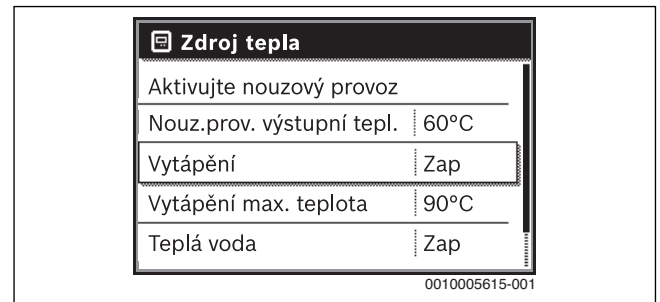 Zdroj tepla
Aktivujte nouzový provoz
Nouz.prov. výstupní tepl. 60°C
Vytápění Zap
Vytápění max. teplota 90°C
Teplá voda Zap
0010005615-001